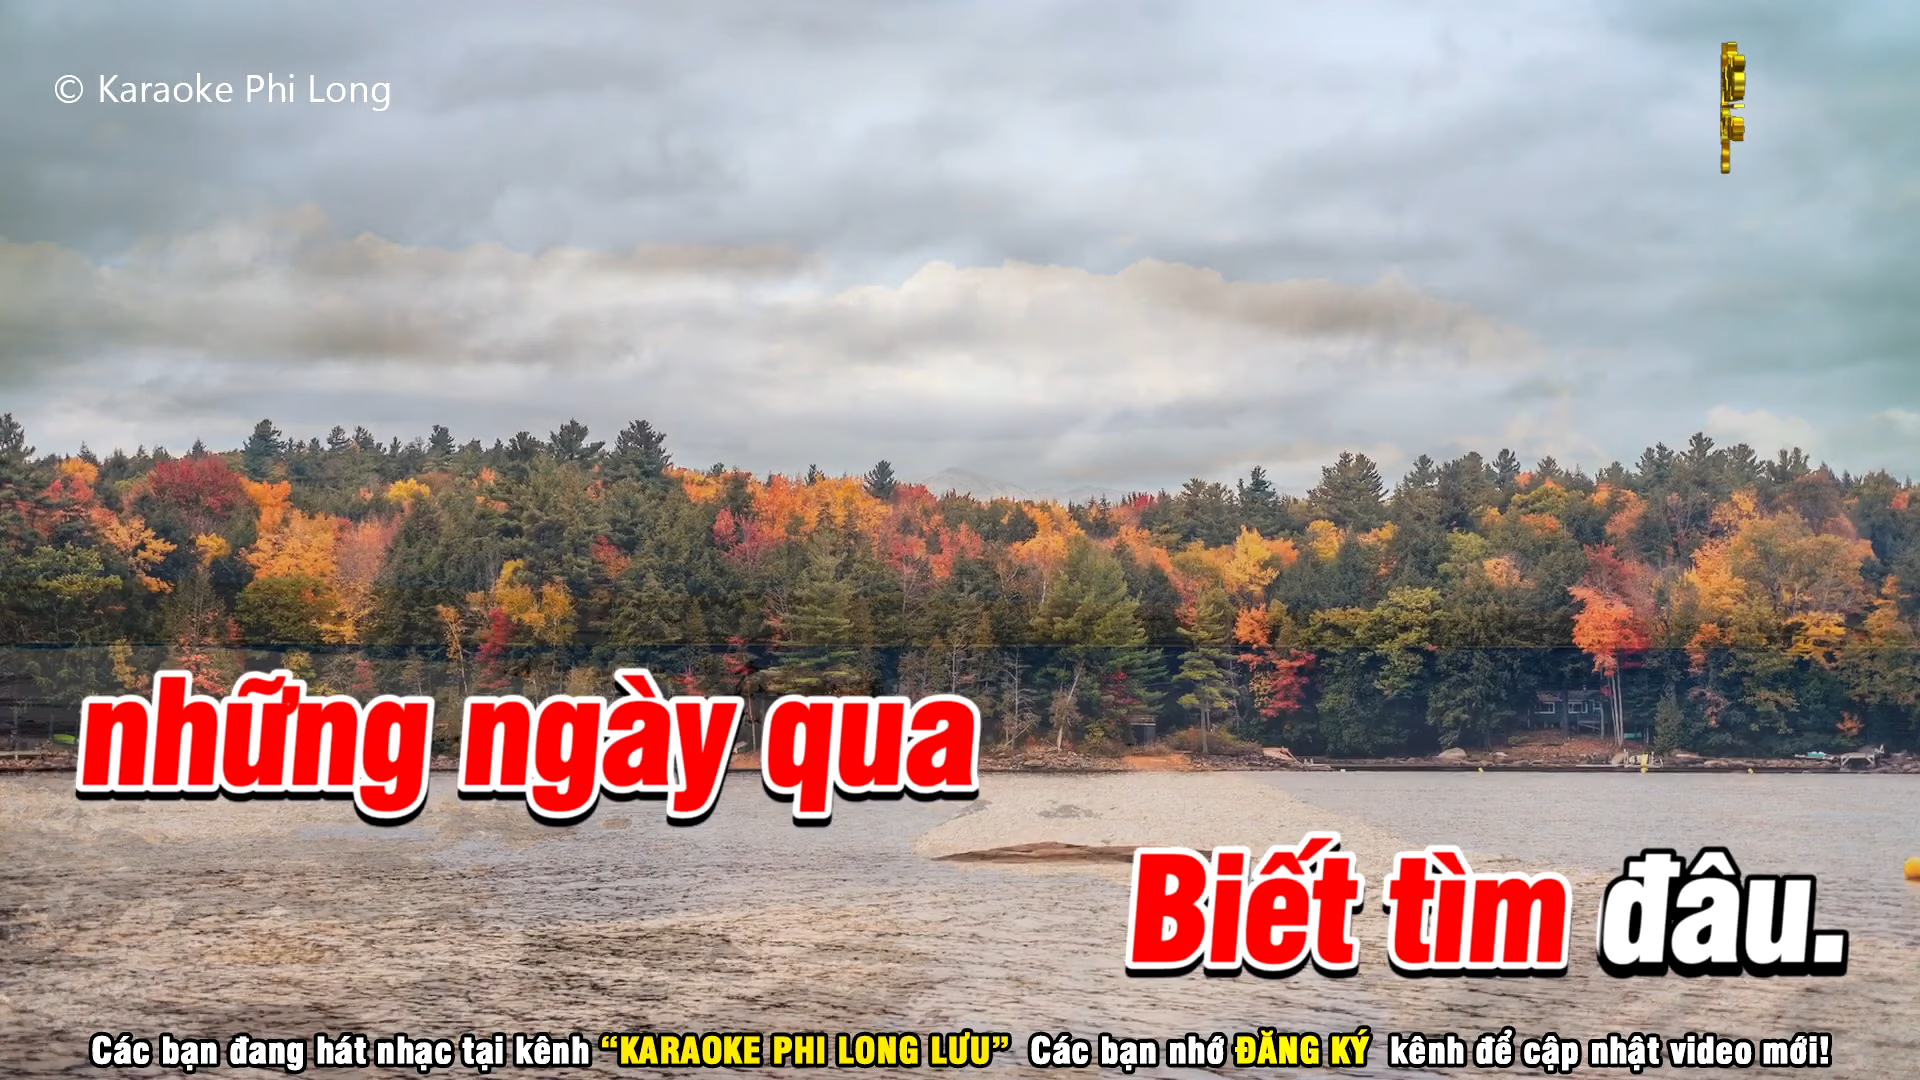 © Karaoke Phi Long
những ngày qua
Biết tìm đâu.
Các bạn đang hát nhạc tại kênh “KARAOKE PHI LONG LƯU” Các bạn nhớ ĐĂNG KÝ kênh để cập nhật video mới!